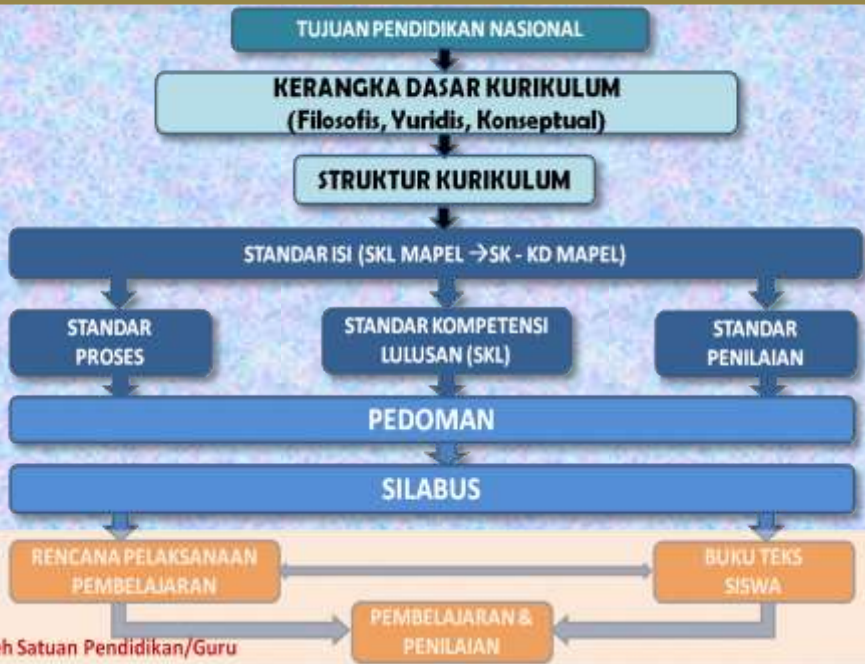 TUJUAN PENDIDIKAN NASIONAL
KERANGKA DASAR KURIKULUM
(Filosofis, Yuridis, Konseptual)
STRUKTUR KURIKULUM
STANDAR ISI (SKL MAPEL →SK - KD MAPEL)
STANDAR
PROSES
STANDAR KOMPETENSI
LULUSAN (SKL)
STANDAR
PENILAIAN
PEDOMAN
SILABUS
RENCANA PELAKSANAAN
PEMBELAJARAN
BUKU TEKS
SISWA
PEMBELAJARAN &
PENILAIAN
Satuan Pendidikan/Guru